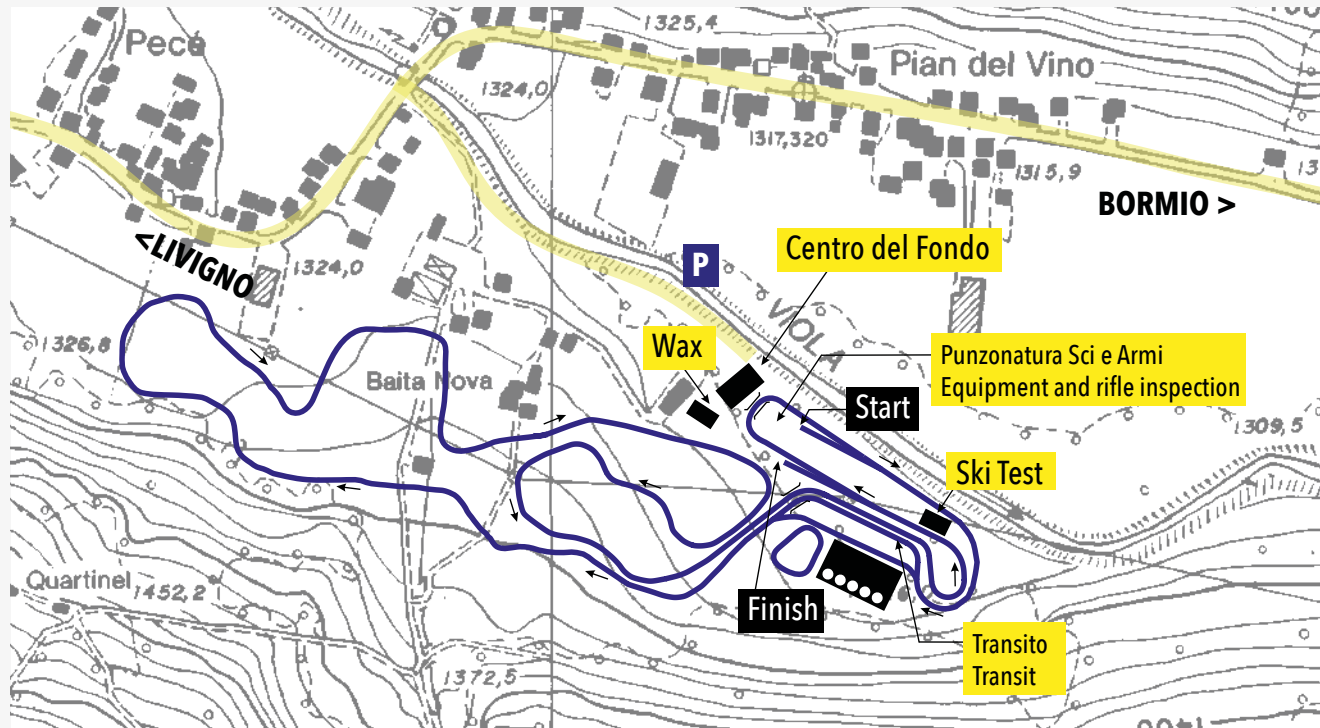 1325,4
Pecé
Pian del Vino
1324,0
1317,320
1315,9
BORMIO >
<LIVIGNO
1324,0
P
Centro del Fondo
VIOLA
1326,8
Wax
Punzonatura Sci e Armi
Equipment and rifle inspection
Baita Nova
Start
1309,5
Ski Test
Quartinel
1452,2
Finish
Transito
Transit
1372,5